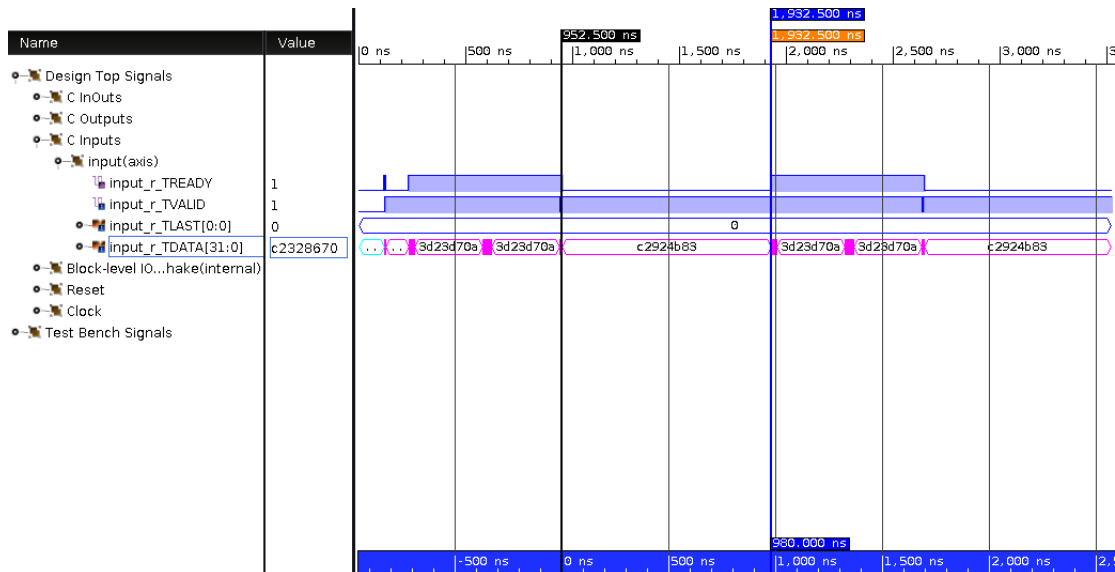 1,932.500 ns
952.500 ns 1,932.500 ns
Name Value 0 ns 500 ns 1,000 ns 1,500 ns 2,000 ns 2,500 ns 3,000 ns
Design Top Signals
C InOuts
C Outputs
C Inputs
input(axis)
input_r_TREADY 1
input_r_TVALID 1
input_r_TLAST[0:0] 0 0
input_r_TDATA[31:0] c2328670 .. .. 3d23d70a 3d23d70a c2924b83 3d23d70a 3d23d70a c2924b83
Block-level IO...hake(internal)
Reset
Clock
Test Bench Signals
980.000 ns
-500 ns 0 ns 500 ns 1,000 ns 1,500 ns 2,000 ns